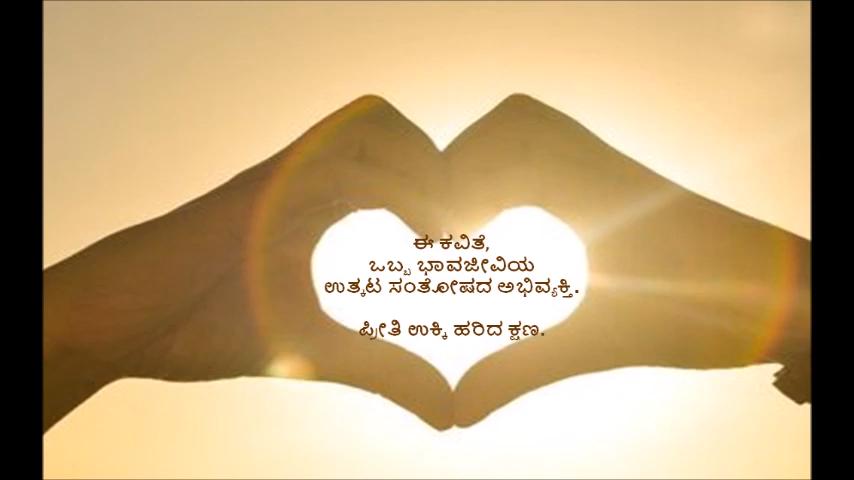 ಈ ಕವಿತೆ,
ಒಬ್ಬ ಭಾವಜೀವಿಯ
ಉತ್ಕಟ ಸಂತೋಷದ ಅಭಿವ್ಯಕ್ತಿ.
ಪ್ರೀತಿ ಉಕ್ಕಿ ಹರಿದ ಕ್ಷಣ.